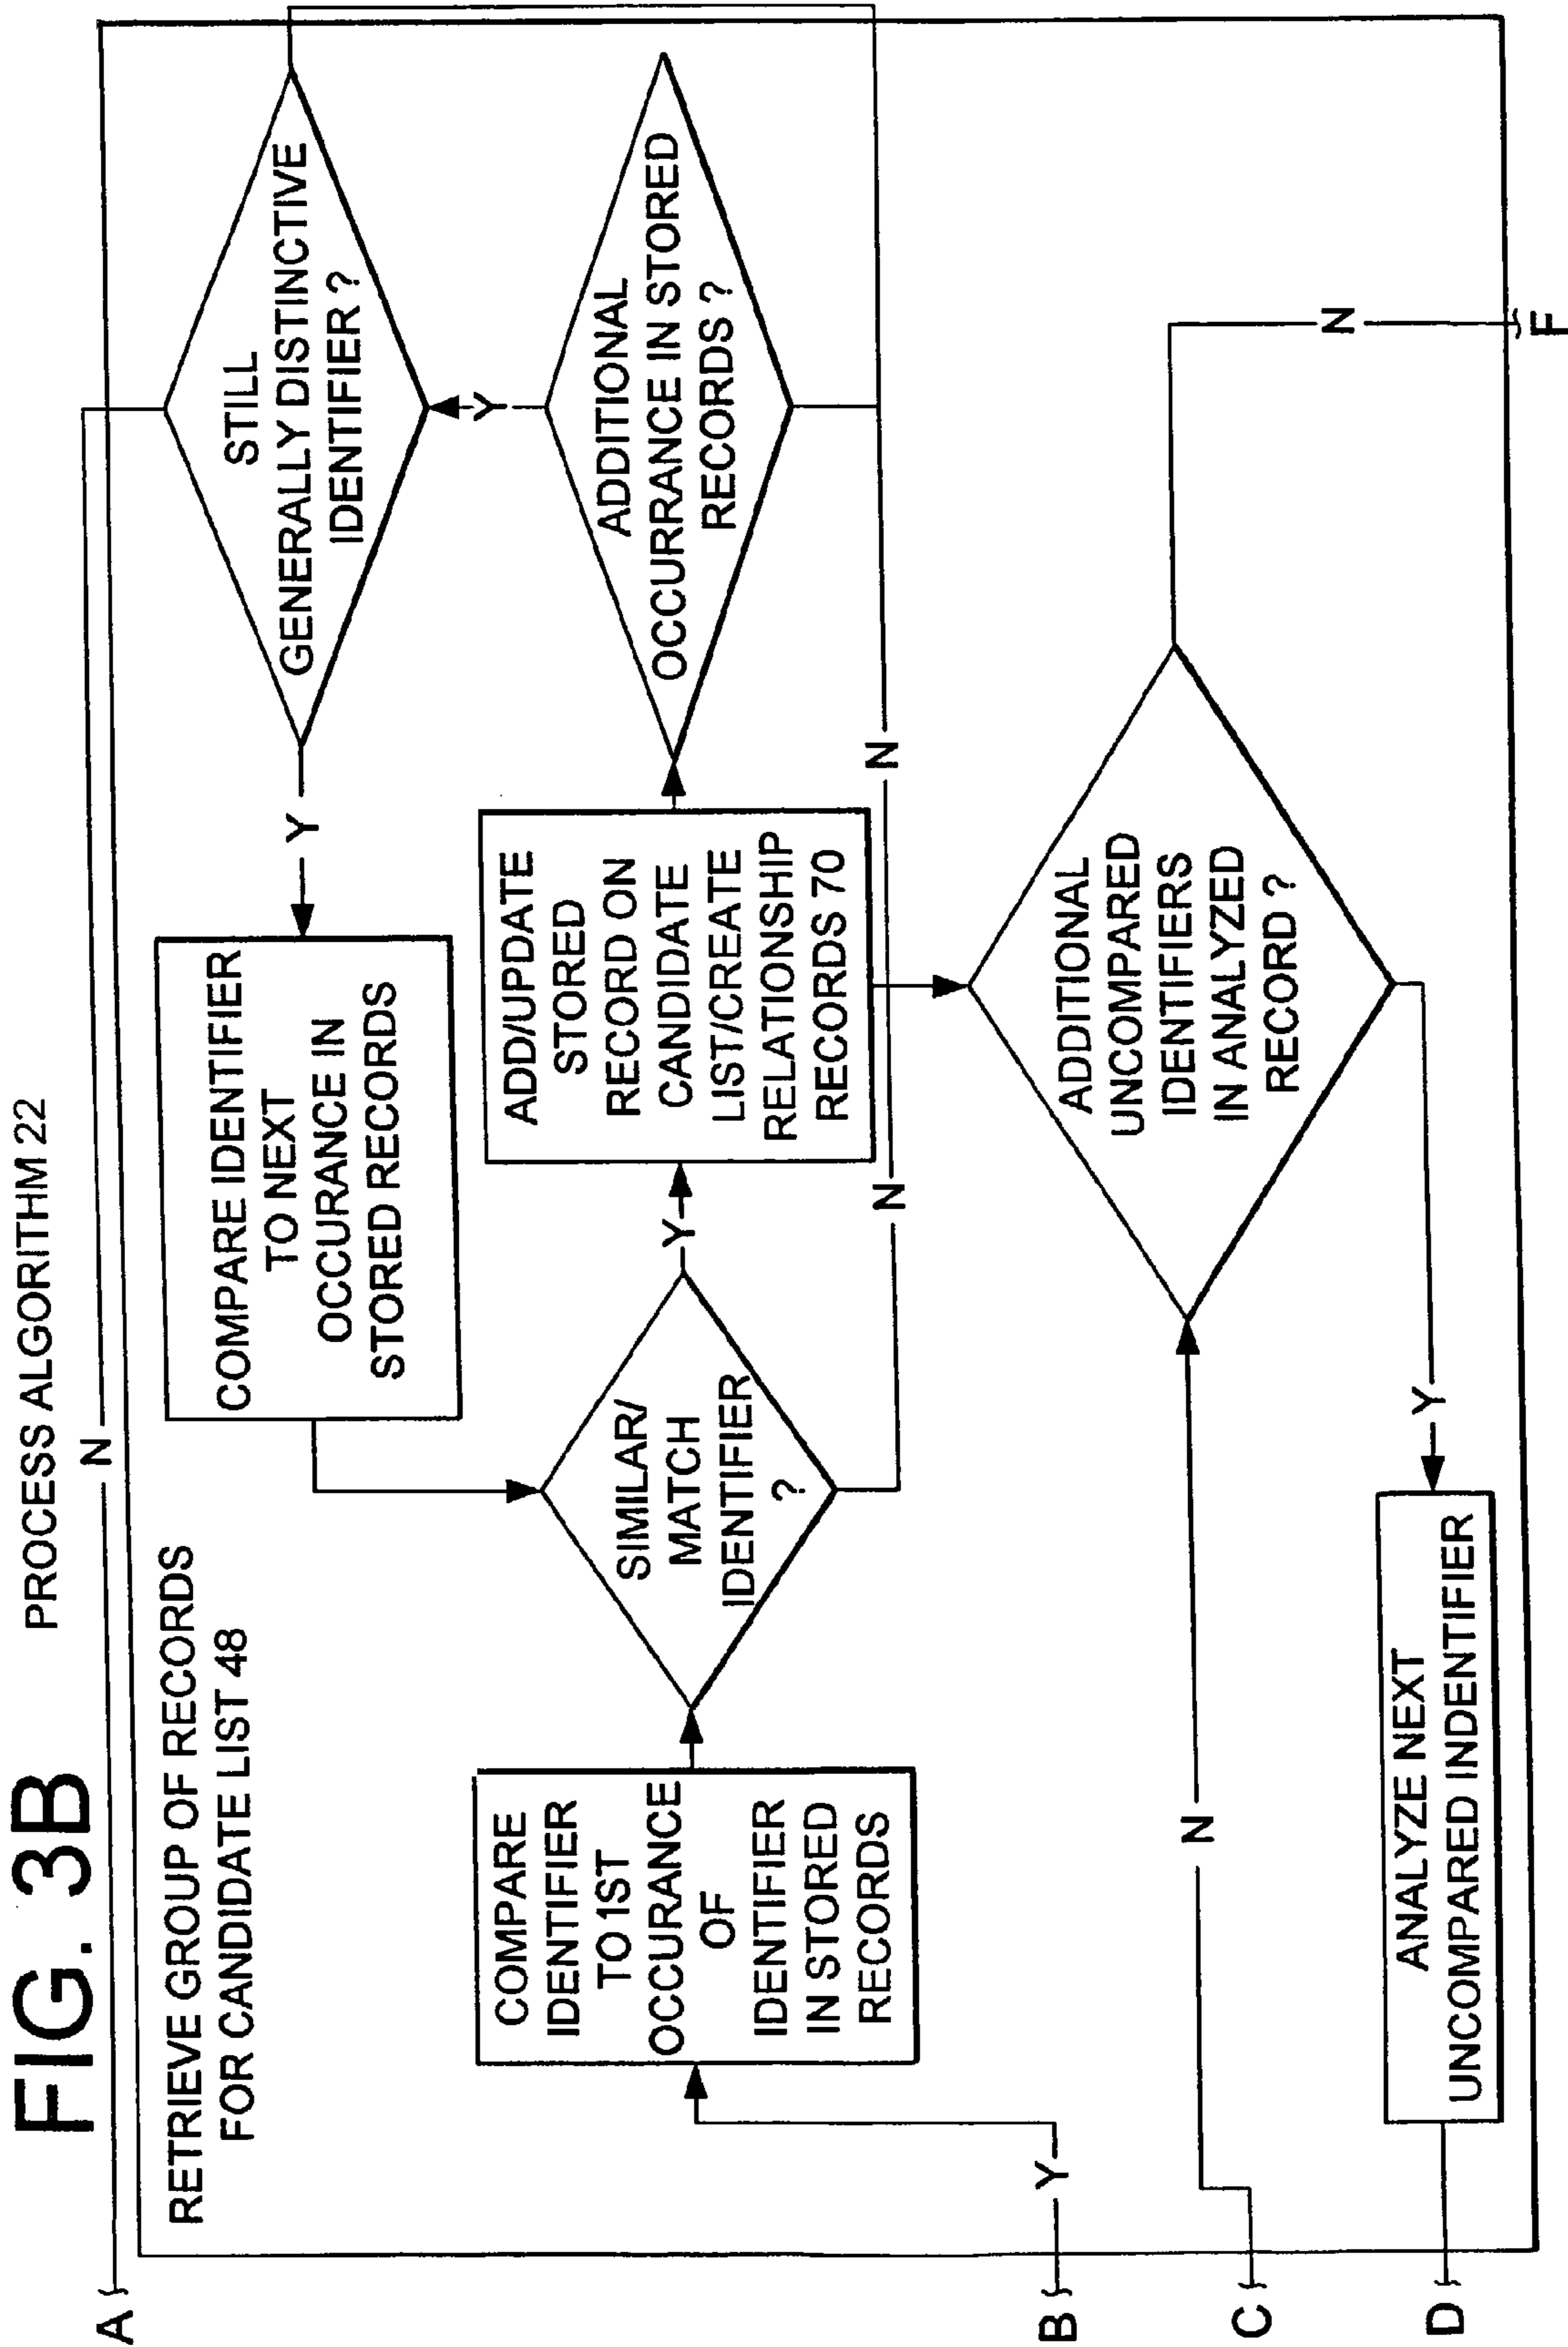 FIG. 3B
PROCESS ALGORITHM 22
A
N
RETRIEVE GROUP OF RECORDS
FOR CANDIDATE LIST 48
COMPARE IDENTIFIER
TO NEXT
OCCURANCE IN
STORED RECORDS
Y
STILL
GENERALLY DISTINCTIVE
IDENTIFIER ?
Y
COMPARE
IDENTIFIER
TO 1ST
OCCURANCE
OF
IDENTIFIER
IN STORED
RECORDS
SIMILAR/
MATCH
IDENTIFIER
?
Y
ADD/UPDATE
STORED
RECORD ON
CANDIDATE
LIST/CREATE
RELATIONSHIP
RECORDS 70
ADDITIONAL
OCCURRANCE IN STORED
RECORDS ?
N
N
B
Y
C
N
ADDITIONAL
UNCOMPARED
IDENTIFIERS
IN ANALYZED
RECORD ?
N
F
D
ANALYZE NEXT
UNCOMPARED INDENTIFIER
Y